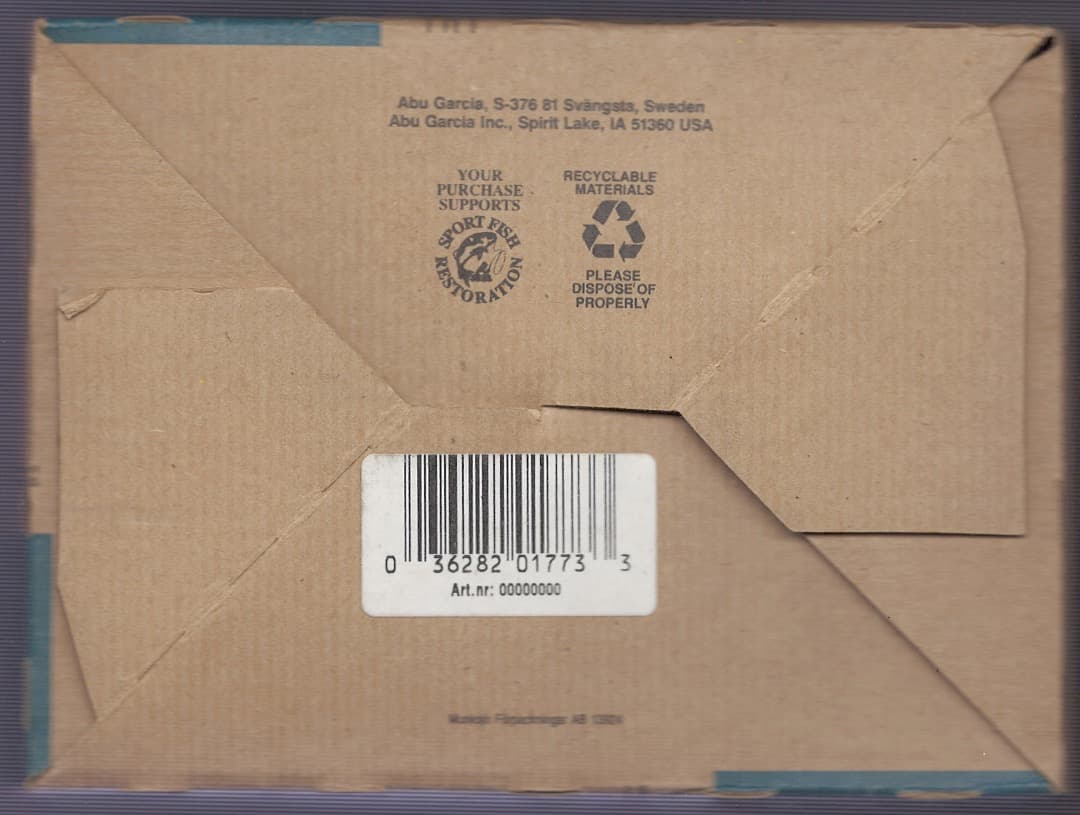 Abu Garcia, S-376 81 Svängsta, Sweden
Abu Garcia Inc., Spirit Lake, IA 51360 USA
YOUR
PURCHASE
SUPPORTS
SPORT FISH
RESTORATION
RECYCLABLE
MATERIALS
PLEASE
DISPOSE OF
PROPERLY
0 36282 01773 3
Art.nr: 00000000
AB